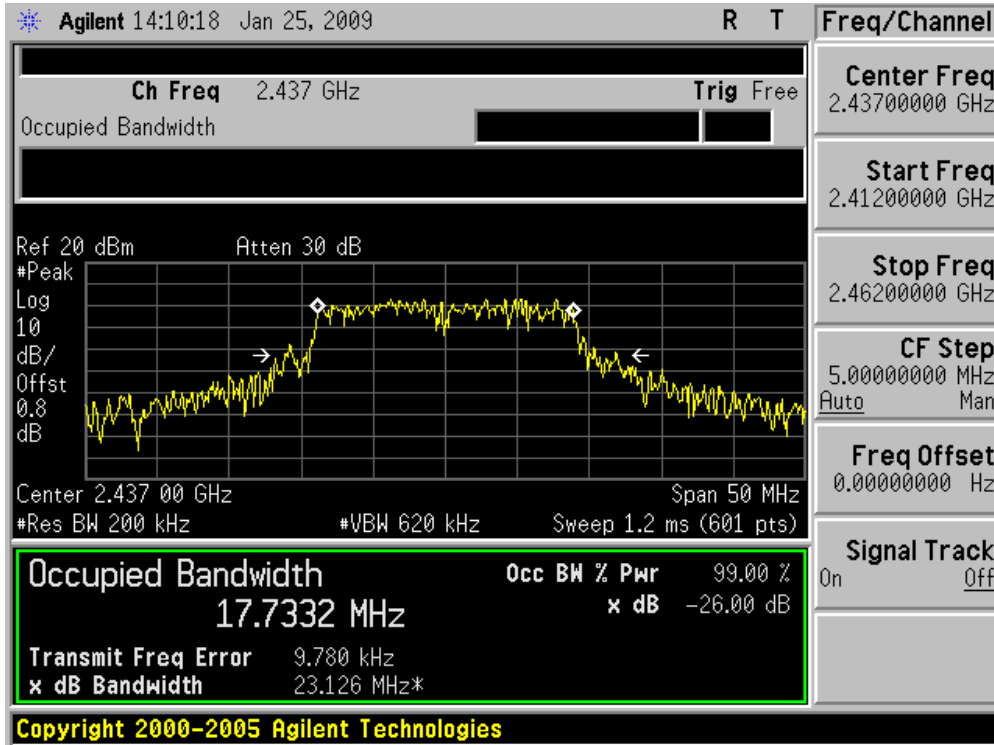 Agilent 14:10:18 Jan 25, 2009 R T
Freq/Channel
Ch Freq 2.437 GHz Trig Free
Occupied Bandwidth
Center Freq
2.43700000 GHz
Start Freq
2.41200000 GHz
Stop Freq
2.46200000 GHz
CF Step
5.00000000 MHz
Auto Man
Freq Offset
0.00000000 Hz
Signal Track
On Off
Ref 20 dBm Atten 30 dB
#Peak
Log
10
dB/
Offst
0.8
dB
Center 2.437 00 GHz Span 50 MHz
#Res BW 200 kHz #VBW 620 kHz Sweep 1.2 ms (601 pts)
Occupied Bandwidth
17.7332 MHz
Occ BW % Pwr 99.00 %
x dB -26.00 dB
Transmit Freq Error 9.780 kHz
x dB Bandwidth 23.126 MHz*
Copyright 2000-2005 Agilent Technologies